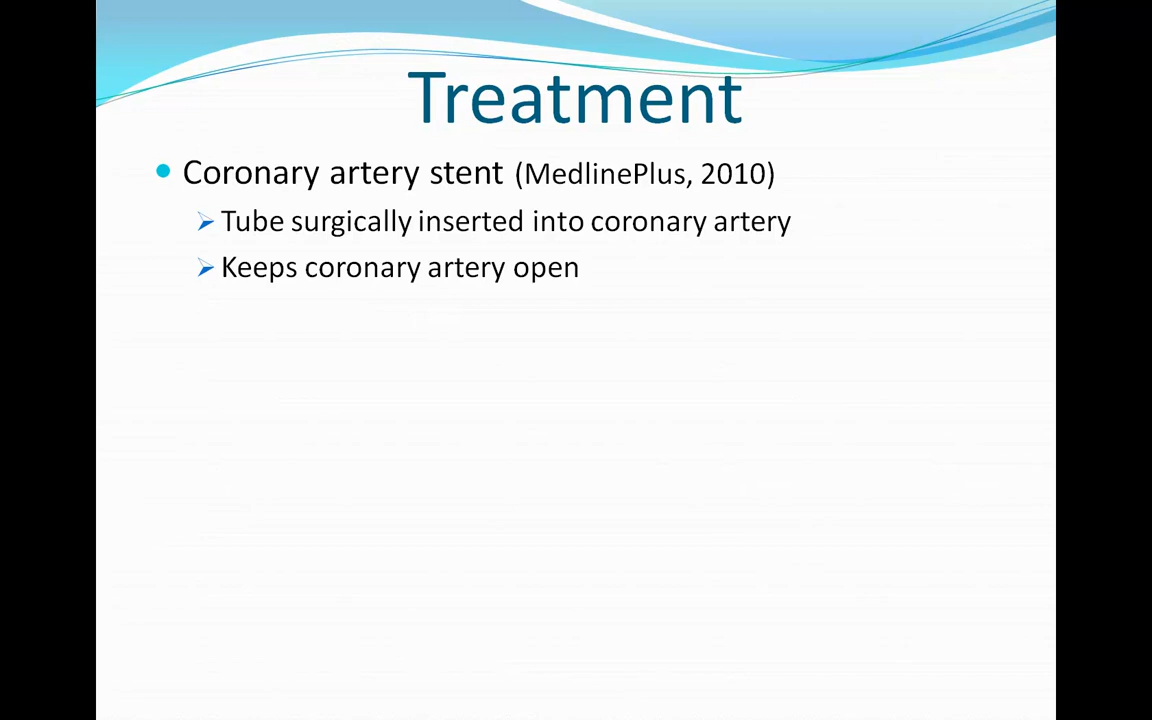 Treatment
Coronary artery stent (MedlinePlus, 2010)
Tube surgically inserted into coronary artery
Keeps coronary artery open